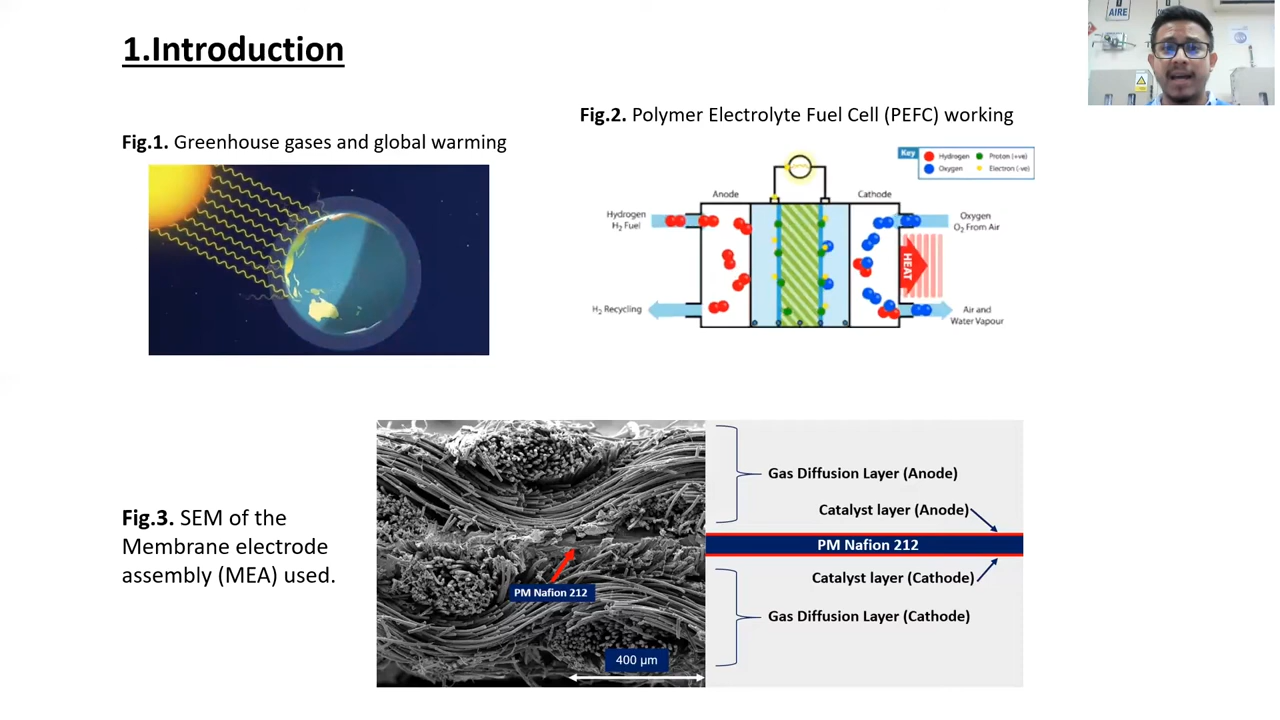 1.Introduction
AIRE
Fig.1. Greenhouse gases and global warming
Fig.2. Polymer Electrolyte Fuel Cell (PEFC) working
Key
Hydrogen
Proton (+ve)
Oxygen
Electron (-ve)
Anode
Cathode
Hydrogen
H₂ Fuel
Oxygen
O₂ From Air
HEAT
H₂ Recycling
Air and
Water Vapour
Fig.3. SEM of the
Membrane electrode
assembly (MEA) used.
PM Nafion 212
400 µm
Gas Diffusion Layer (Anode)
Catalyst layer (Anode)
PM Nafion 212
Catalyst layer (Cathode)
Gas Diffusion Layer (Cathode)